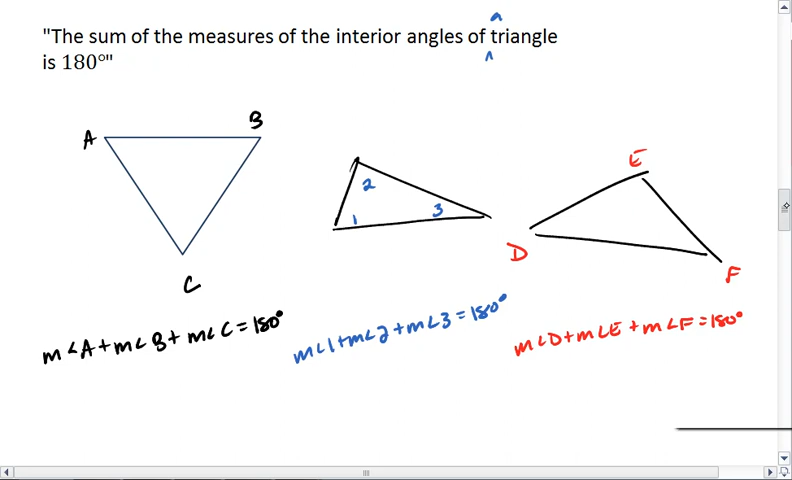 a
"The sum of the measures of the interior angles of ^ triangle
is 180°"
A
B
C
1
2
3
D
E
F
m∠A+m∠B+m∠C=180°
m∠1+m∠2+m∠3=180°
m∠D+m∠E+m∠F=180°